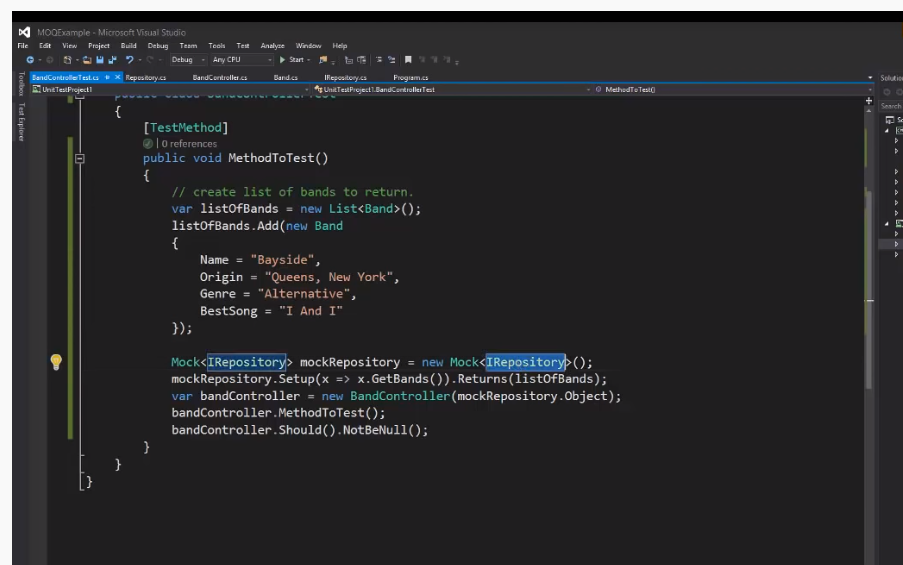 MOQExample - Microsoft Visual Studio
File Edit View Project Build Debug Team Tools Test Analyze Window Help
Debug Any CPU Start
BandControllerTest.cs Repository.cs BandController.cs Band.cs IRepository.cs Program.cs Solutio
UnitTestProject1 UnitTestProject1.BandControllerTest MethodToTest()
Toolbox
Test Explorer
Search
public class BandControllerTest
{
[TestMethod]
0 references
public void MethodToTest()
{
// create list of bands to return.
var listOfBands = new List<Band>();
listOfBands.Add(new Band
{
Name = "Bayside",
Origin = "Queens, New York",
Genre = "Alternative",
BestSong = "I And I"
});
Mock<IRepository> mockRepository = new Mock<IRepository>();
mockRepository.Setup(x => x.GetBands()).Returns(listOfBands);
var bandController = new BandController(mockRepository.Object);
bandController.MethodToTest();
bandController.Should().NotBeNull();
}
}
}